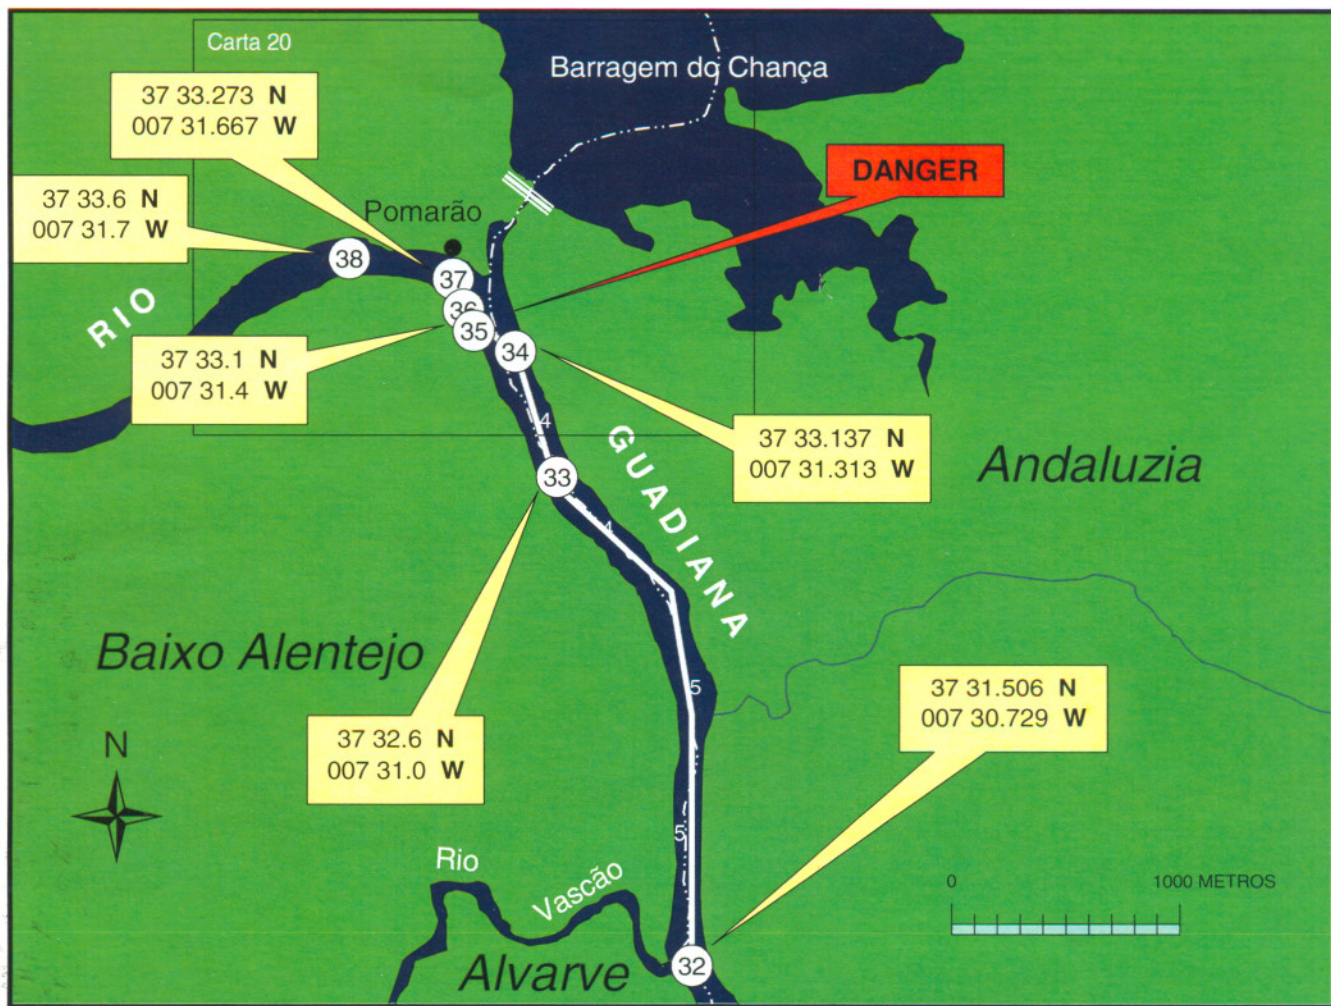 Carta 20
Barragem do Chança
37 33.273 N
007 31.667 W
DANGER
37 33.6 N
007 31.7 W
Pomarão
38
37
36
35
34
RIO
37 33.1 N
007 31.4 W
4
37 33.137 N
007 31.313 W
GUADIANA
Andaluzia
33
4
Baixo Alentejo
5
37 31.506 N
007 30.729 W
37 32.6 N
007 31.0 W
N
5
Rio
Vascão
0 1000 METROS
Alvarve
32